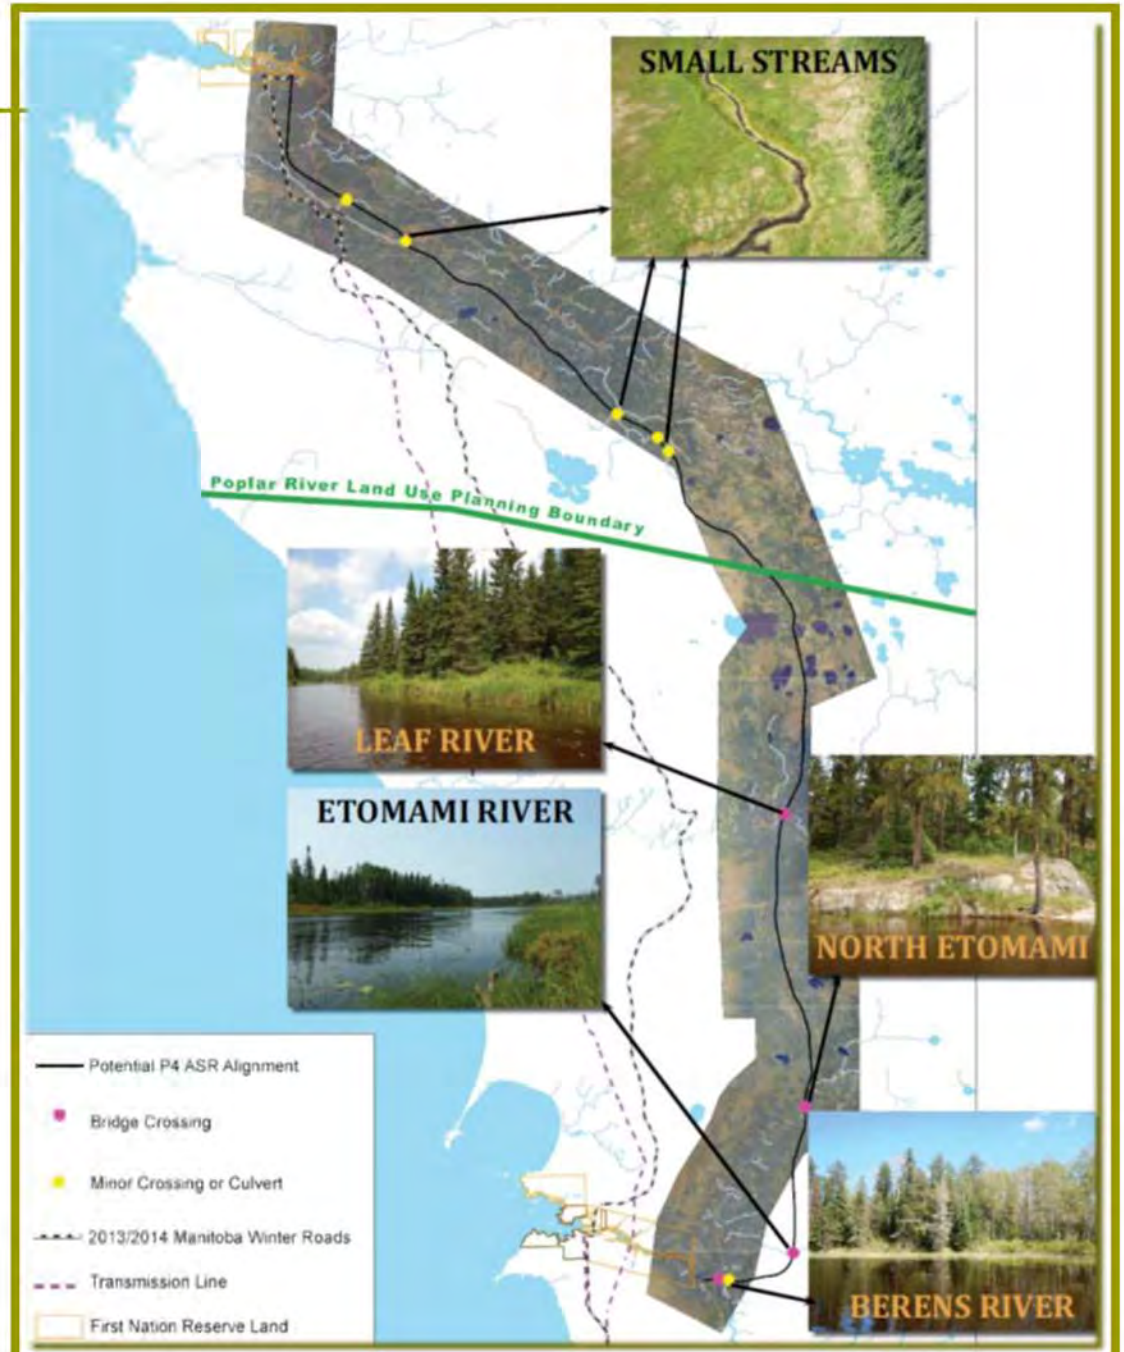 SMALL STREAMS
Poplar River Land Use Planning Boundary
LEAF RIVER
ETOMAMI RIVER
NORTH ETOMAMI
BERENS RIVER
Potential P4 ASR Alignment
Bridge Crossing
Minor Crossing or Culvert
2013/2014 Manitoba Winter Roads
Transmission Line
First Nation Reserve Land